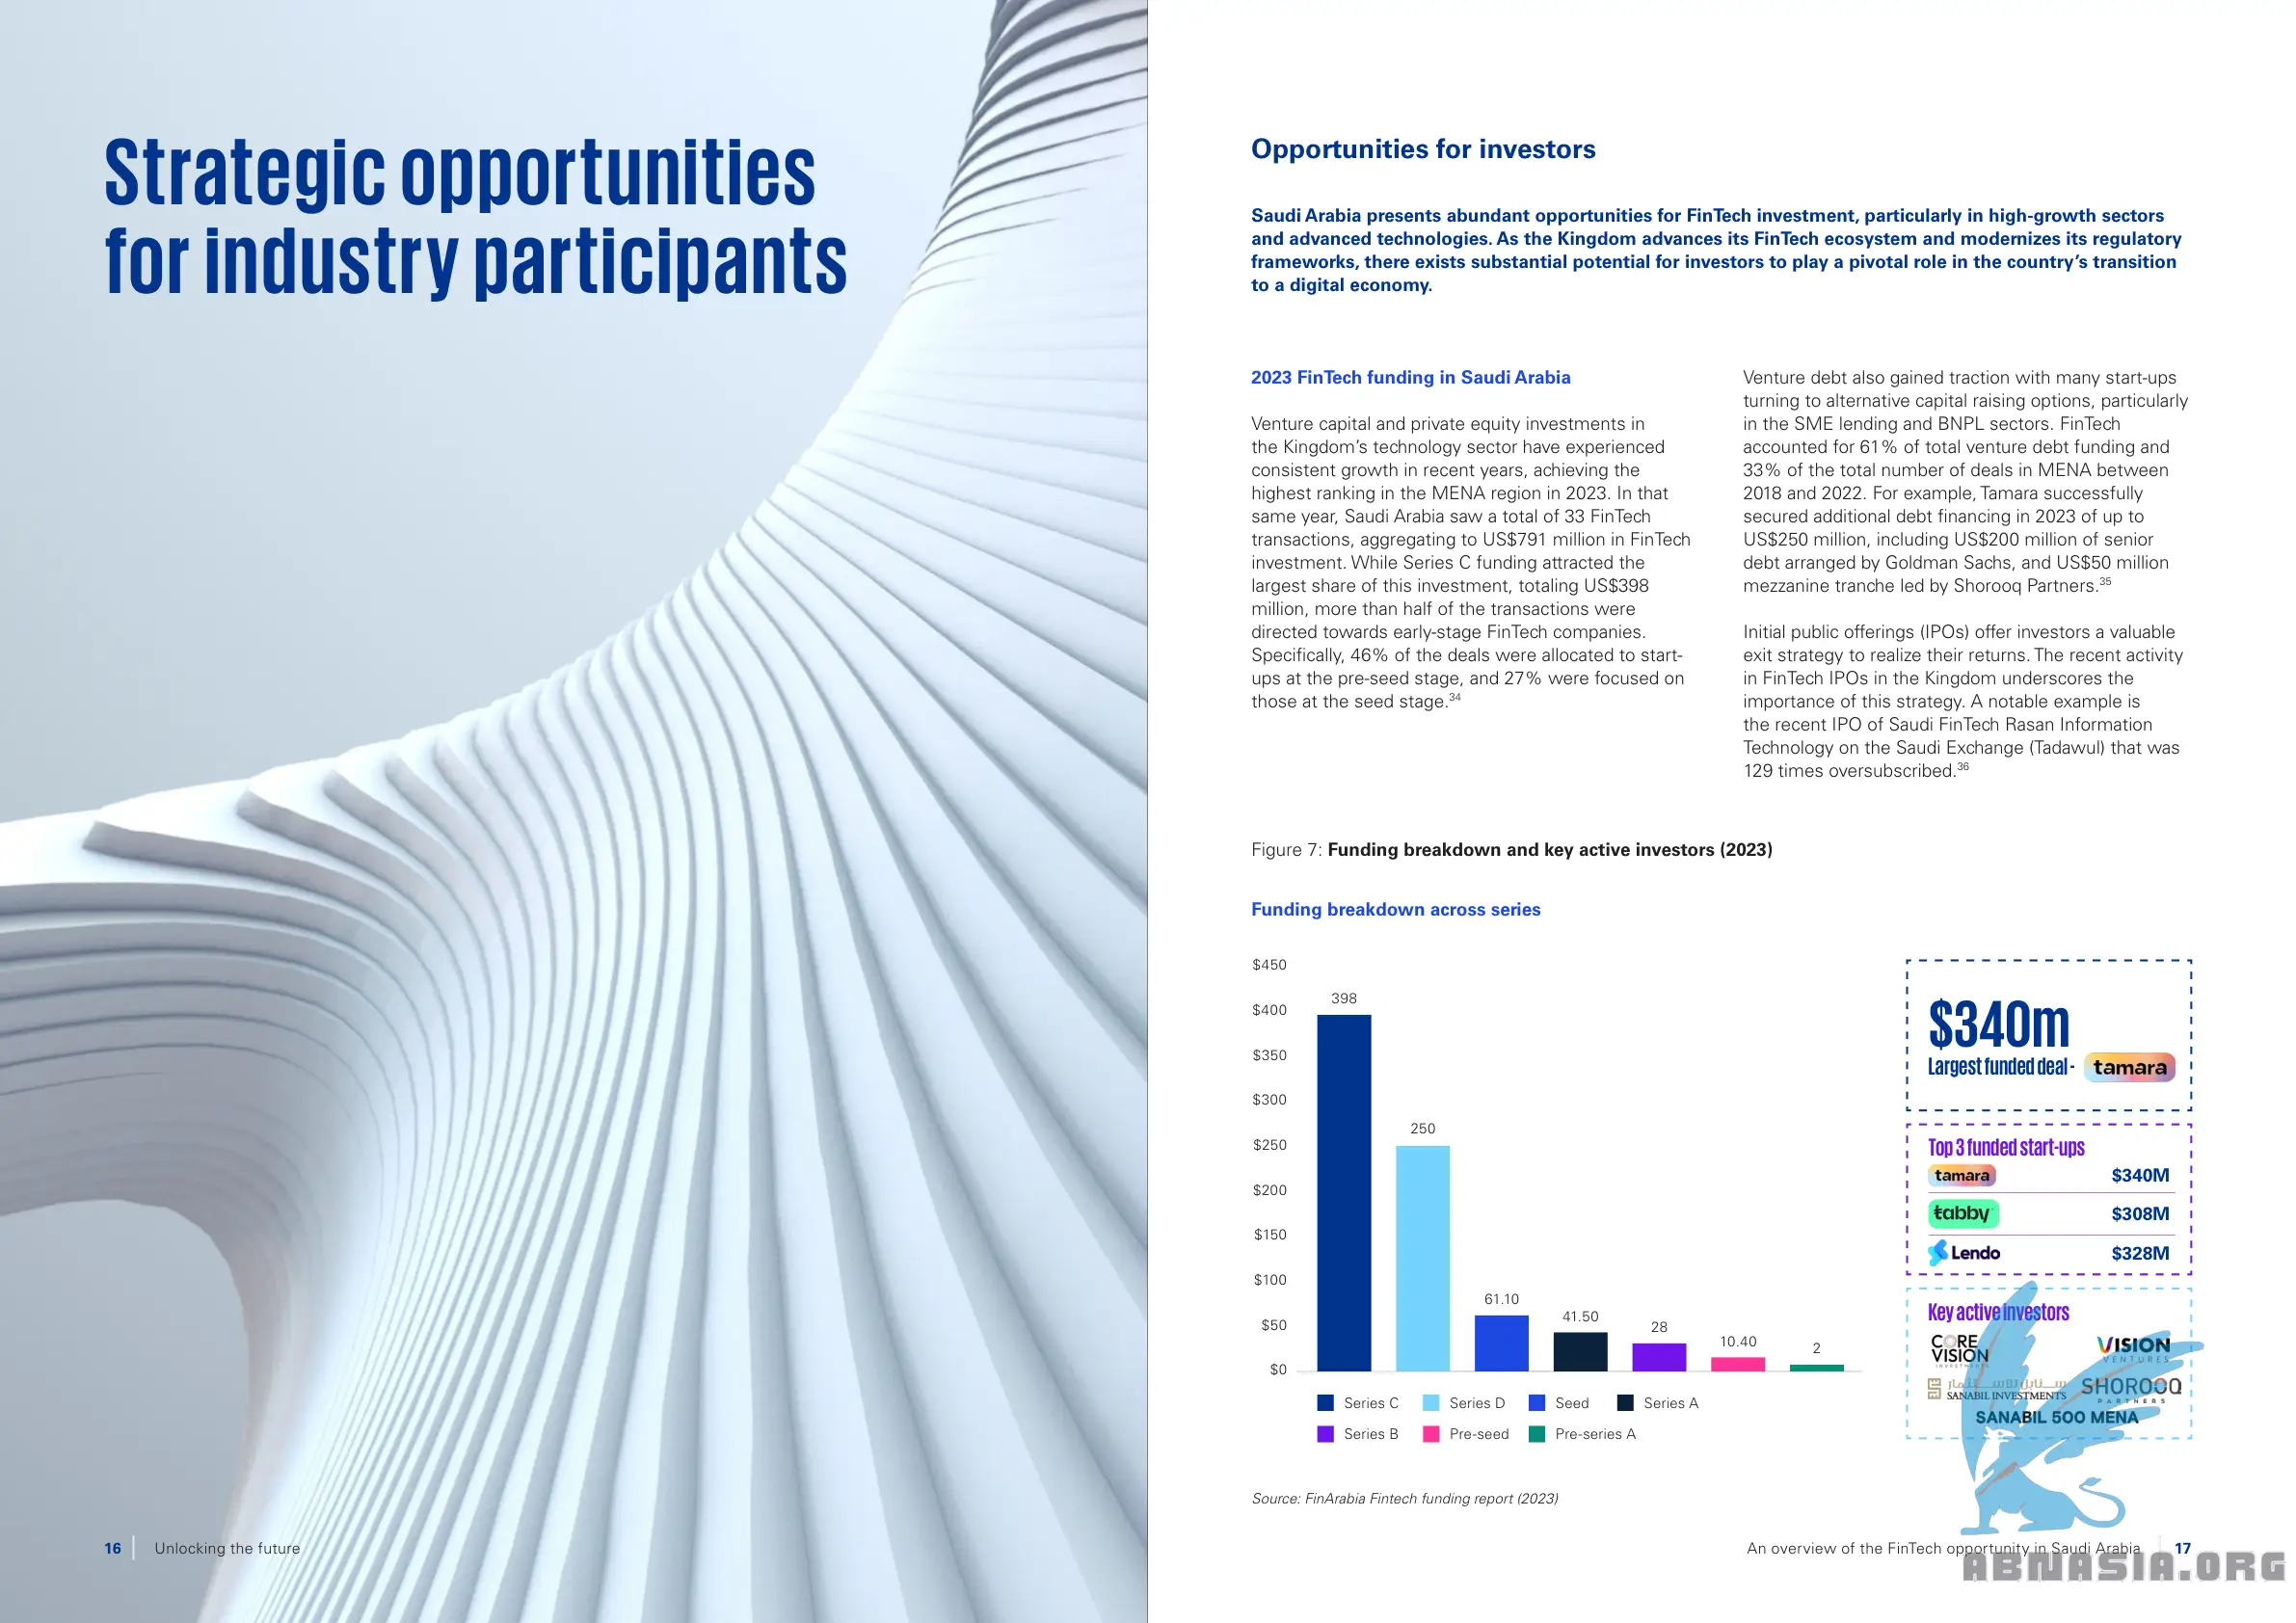 Strategic opportunities
for industry participants
16
Unlocking the future
Opportunities for investors
Saudi Arabia presents abundant opportunities for FinTech investment, particularly in high-growth sectors
and advanced technologies. As the Kingdom advances its FinTech ecosystem and modernizes its regulatory
frameworks, there exists substantial potential for investors to play a pivotal role in the country's transition
to a digital economy.
2023 FinTech funding in Saudi Arabia
Venture capital and private equity investments in
the Kingdom's technology sector have experienced
consistent growth in recent years, achieving the
highest ranking in the MENA region in 2023. In that
same year, Saudi Arabia saw a total of 33 FinTech
transactions, aggregating to US$791 million in FinTech
investment. While Series C funding attracted the
largest share of this investment, totaling US$398
million, more than half of the transactions were
directed towards early-stage FinTech companies.
Specifically, 46% of the deals were allocated to start-
ups at the pre-seed stage, and 27% were focused on
those at the seed stage.34
Venture debt also gained traction with many start-ups
turning to alternative capital raising options, particularly
in the SME lending and BNPL sectors. FinTech
accounted for 61% of total venture debt funding and
33% of the total number of deals in MENA between
2018 and 2022. For example, Tamara successfully
secured additional debt financing in 2023 of up to
US$250 million, including US$200 million of senior
debt arranged by Goldman Sachs, and US$50 million
mezzanine tranche led by Shorooq Partners.35
Initial public offerings (IPOs) offer investors a valuable
exit strategy to realize their returns. The recent activity
in FinTech IPOs in the Kingdom underscores the
importance of this strategy. A notable example is
the recent IPO of Saudi FinTech Rasan Information
Technology on the Saudi Exchange (Tadawul) that was
129 times oversubscribed.36
Figure 7: Funding breakdown and key active investors (2023)
Funding breakdown across series
$450
$400
$350
$300
$250
$200
$150
$100
$50
$0
398
250
61.10
41.50
28
10.40
2
Series C
Series D
Seed
Series A
Series B
Pre-seed
Pre-series A
$340m
Largest funded deal - tamara
Top 3 funded start-ups
tamara $340M
tabby $308M
Lendo $328M
Key active investors
CORE
VISION
INVESTMENTS
VISION
VENTURES
SANABIL INVESTMENTS
SHOROOQ
PARTNERS
SANABIL 500 MENA
Source: FinArabia Fintech funding report (2023)
An overview of the FinTech opportunity in Saudi Arabia
17
ABNASIA.ORG